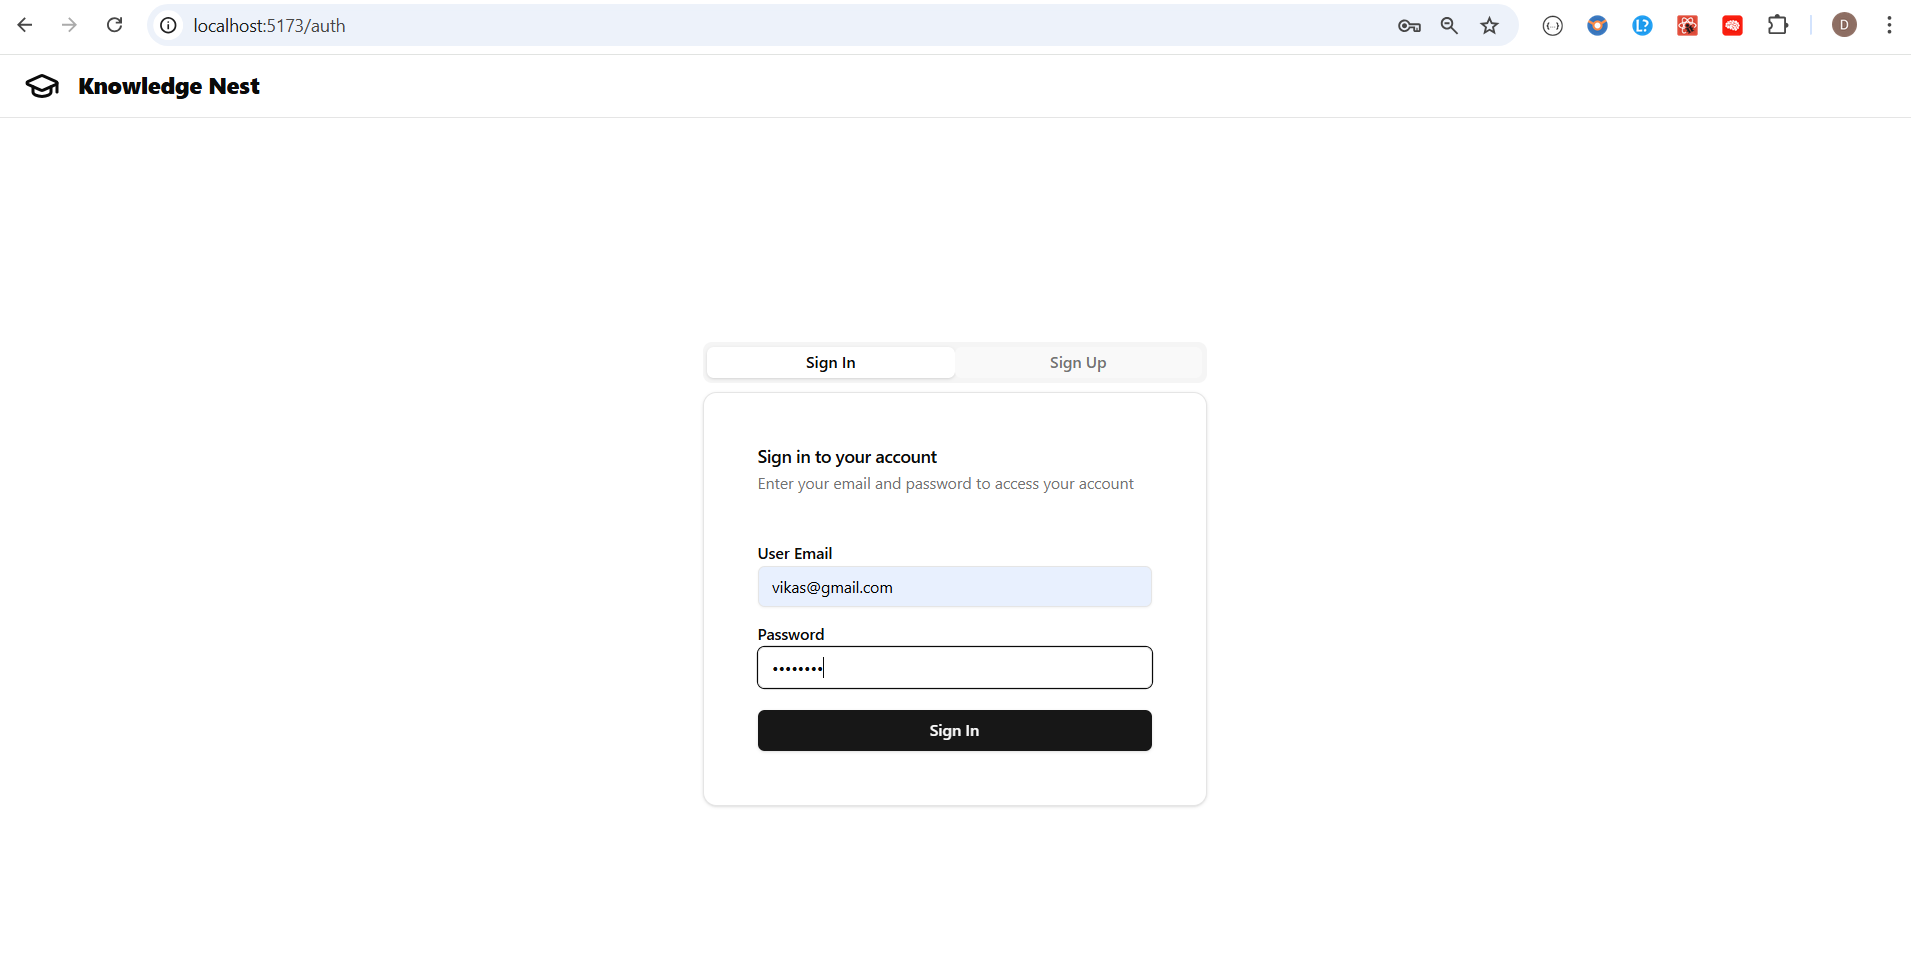 localhost:5173/auth
D
Knowledge Nest
Sign In
Sign Up
Sign in to your account
Enter your email and password to access your account
User Email
vikas@gmail.com
Password
••••••••
Sign In